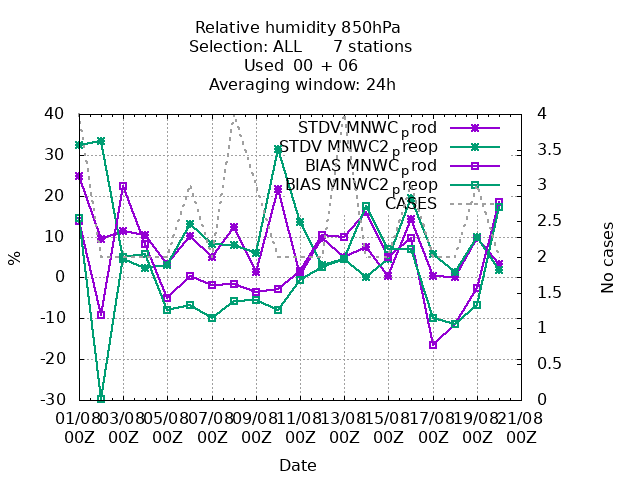 Relative humidity 850hPa
Selection: ALL 7 stations
Used 00 + 06
Averaging window: 24h
40 4
STDV MNWC_prod
STDV MNWC2_preop
30 3.5
BIAS MNWC_prod
BIAS MNWC2_preop
20 3
CASES
10 2.5
0 2
% No cases
-10 1.5
1
-20 0.5
-30 0
01/08 03/08 05/08 07/08 09/08 11/08 13/08 15/08 17/08 19/08 21/08
00Z 00Z 00Z 00Z 00Z 00Z 00Z 00Z 00Z 00Z 00Z
Date